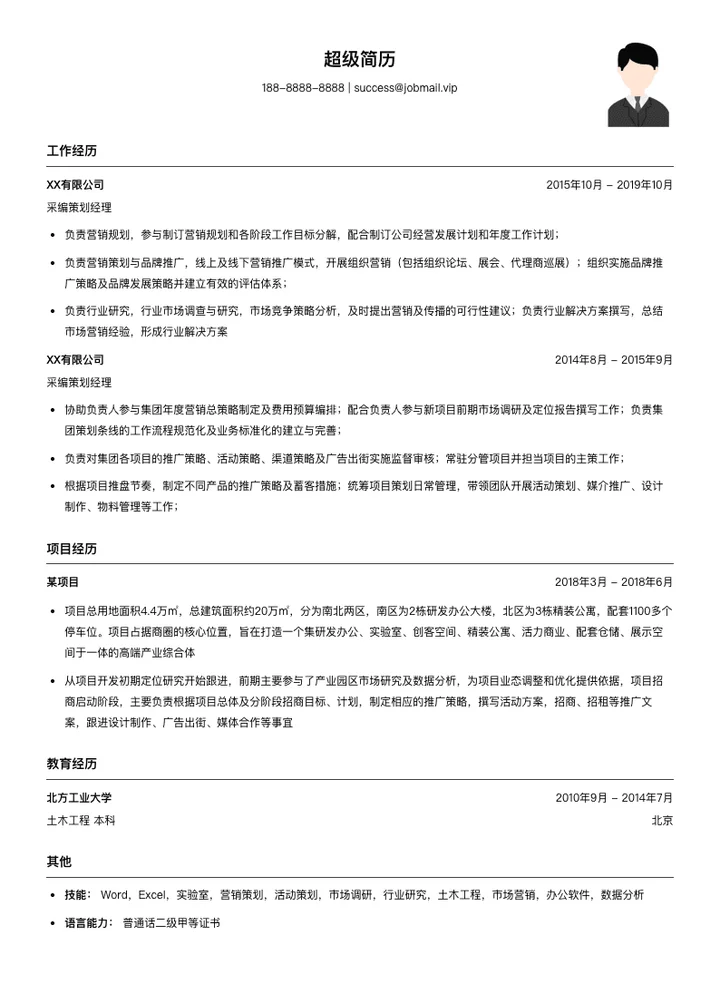 超级简历
188-8888-8888 | success@jobmail.vip
工作经历
XX有限公司 2015年10月 – 2019年10月
采编策划经理
• 负责营销规划，参与制订营销规划和各阶段工作目标分解，配合制订公司经营发展计划和年度工作计划；
• 负责营销策划与品牌推广，线上及线下营销推广模式，开展组织营销（包括组织论坛、展会、代理商巡展）；组织实施品牌推
广策略及品牌发展策略并建立有效的评估体系；
• 负责行业研究，行业市场调查与研究，市场竞争策略分析，及时提出营销及传播的可行性建议；负责行业解决方案撰写，总结
市场营销经验，形成行业解决方案
XX有限公司 2014年8月 – 2015年9月
采编策划经理
• 协助负责人参与集团年度营销总策略制定及费用预算编排；配合负责人参与新项目前期市场调研及定位报告撰写工作；负责集
团策划条线的工作流程规范化及业务标准化的建立与完善；
• 负责对集团各项目的推广策略、活动策略、渠道策略及广告出街实施监督审核；常驻分管项目并担当项目的主策工作；
• 根据项目推盘节奏，制定不同产品的推广策略及蓄客措施；统筹项目策划日常管理，带领团队开展活动策划、媒介推广、设计
制作、物料管理等工作；
项目经历
某项目 2018年3月 – 2018年6月
• 项目总用地面积4.4万㎡，总建筑面积约20万㎡，分为南北两区，南区为2栋研发办公大楼，北区为3栋精装公寓，配套1100多个
停车位。项目占据商圈的核心位置，旨在打造一个集研发办公、实验室、创客空间、精装公寓、活力商业、配套仓储、展示空
间于一体的高端产业综合体
• 从项目开发初期定位研究开始跟进，前期主要参与了产业园区市场研究及数据分析，为项目业态调整和优化提供依据，项目招
商启动阶段，主要负责根据项目总体及分阶段招商目标、计划，制定相应的推广策略，撰写活动方案，招商、招租等推广文
案，跟进设计制作、广告出街、媒体合作等事宜
教育经历
北方工业大学 2010年9月 – 2014年7月
土木工程 本科 北京
其他
• 技能： Word，Excel，实验室，营销策划，活动策划，市场调研，行业研究，土木工程，市场营销，办公软件，数据分析
• 语言能力： 普通话二级甲等证书